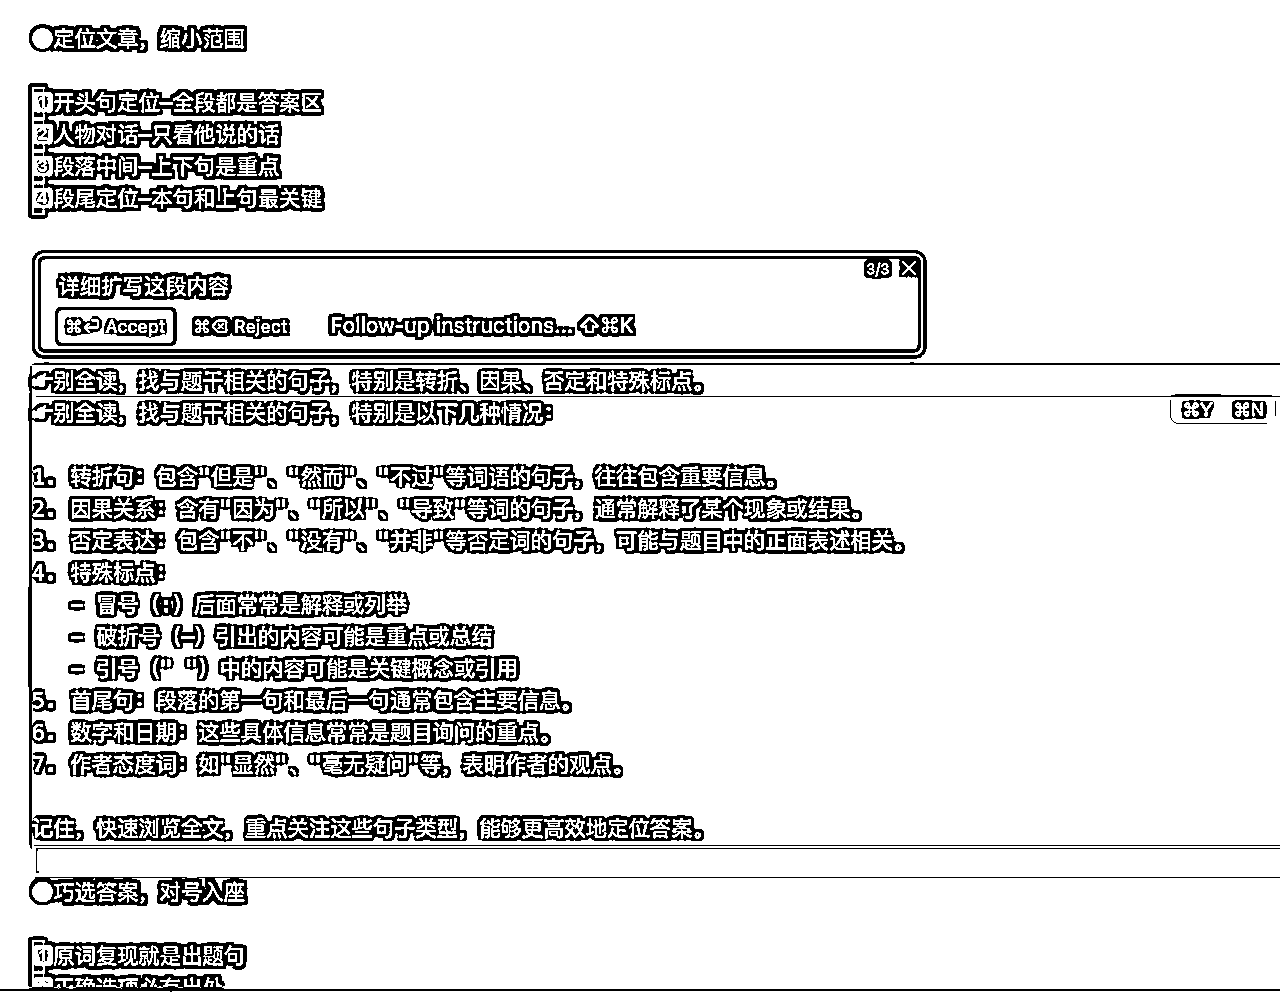 定位文章，缩小范围
① 开头句定位—全段都是答案区
② 人物对话—只看他说的话
③ 段落中间—上下句是重点
④ 段尾定位—本句和上句最关键
3/3 ✕
详细扩写这段内容
⌘⏎ Accept ⌘⌫ Reject Follow-up instructions... ⇧⌘K
👉别全读，找与题干相关的句子，特别是转折、因果、否定和特殊标点。
👉别全读，找与题干相关的句子，特别是以下几种情况：
⌘Y ⌘N
1. 转折句：包含"但是"、"然而"、"不过"等词语的句子，往往包含重要信息。
2. 因果关系：含有"因为"、"所以"、"导致"等词的句子，通常解释了某个现象或结果。
3. 否定表达：包含"不"、"没有"、"并非"等否定词的句子，可能与题目中的正面表述相关。
4. 特殊标点：
- 冒号（:）后面常常是解释或列举
- 破折号（—）引出的内容可能是重点或总结
- 引号（" "）中的内容可能是关键概念或引用
5. 首尾句：段落的第一句和最后一句通常包含主要信息。
6. 数字和日期：这些具体信息常常是题目询问的重点。
7. 作者态度词：如"显然"、"毫无疑问"等，表明作者的观点。
记住，快速浏览全文，重点关注这些句子类型，能够更高效地定位答案。
巧选答案，对号入座
① 原词复现就是出题句
② 正确选项必有出处